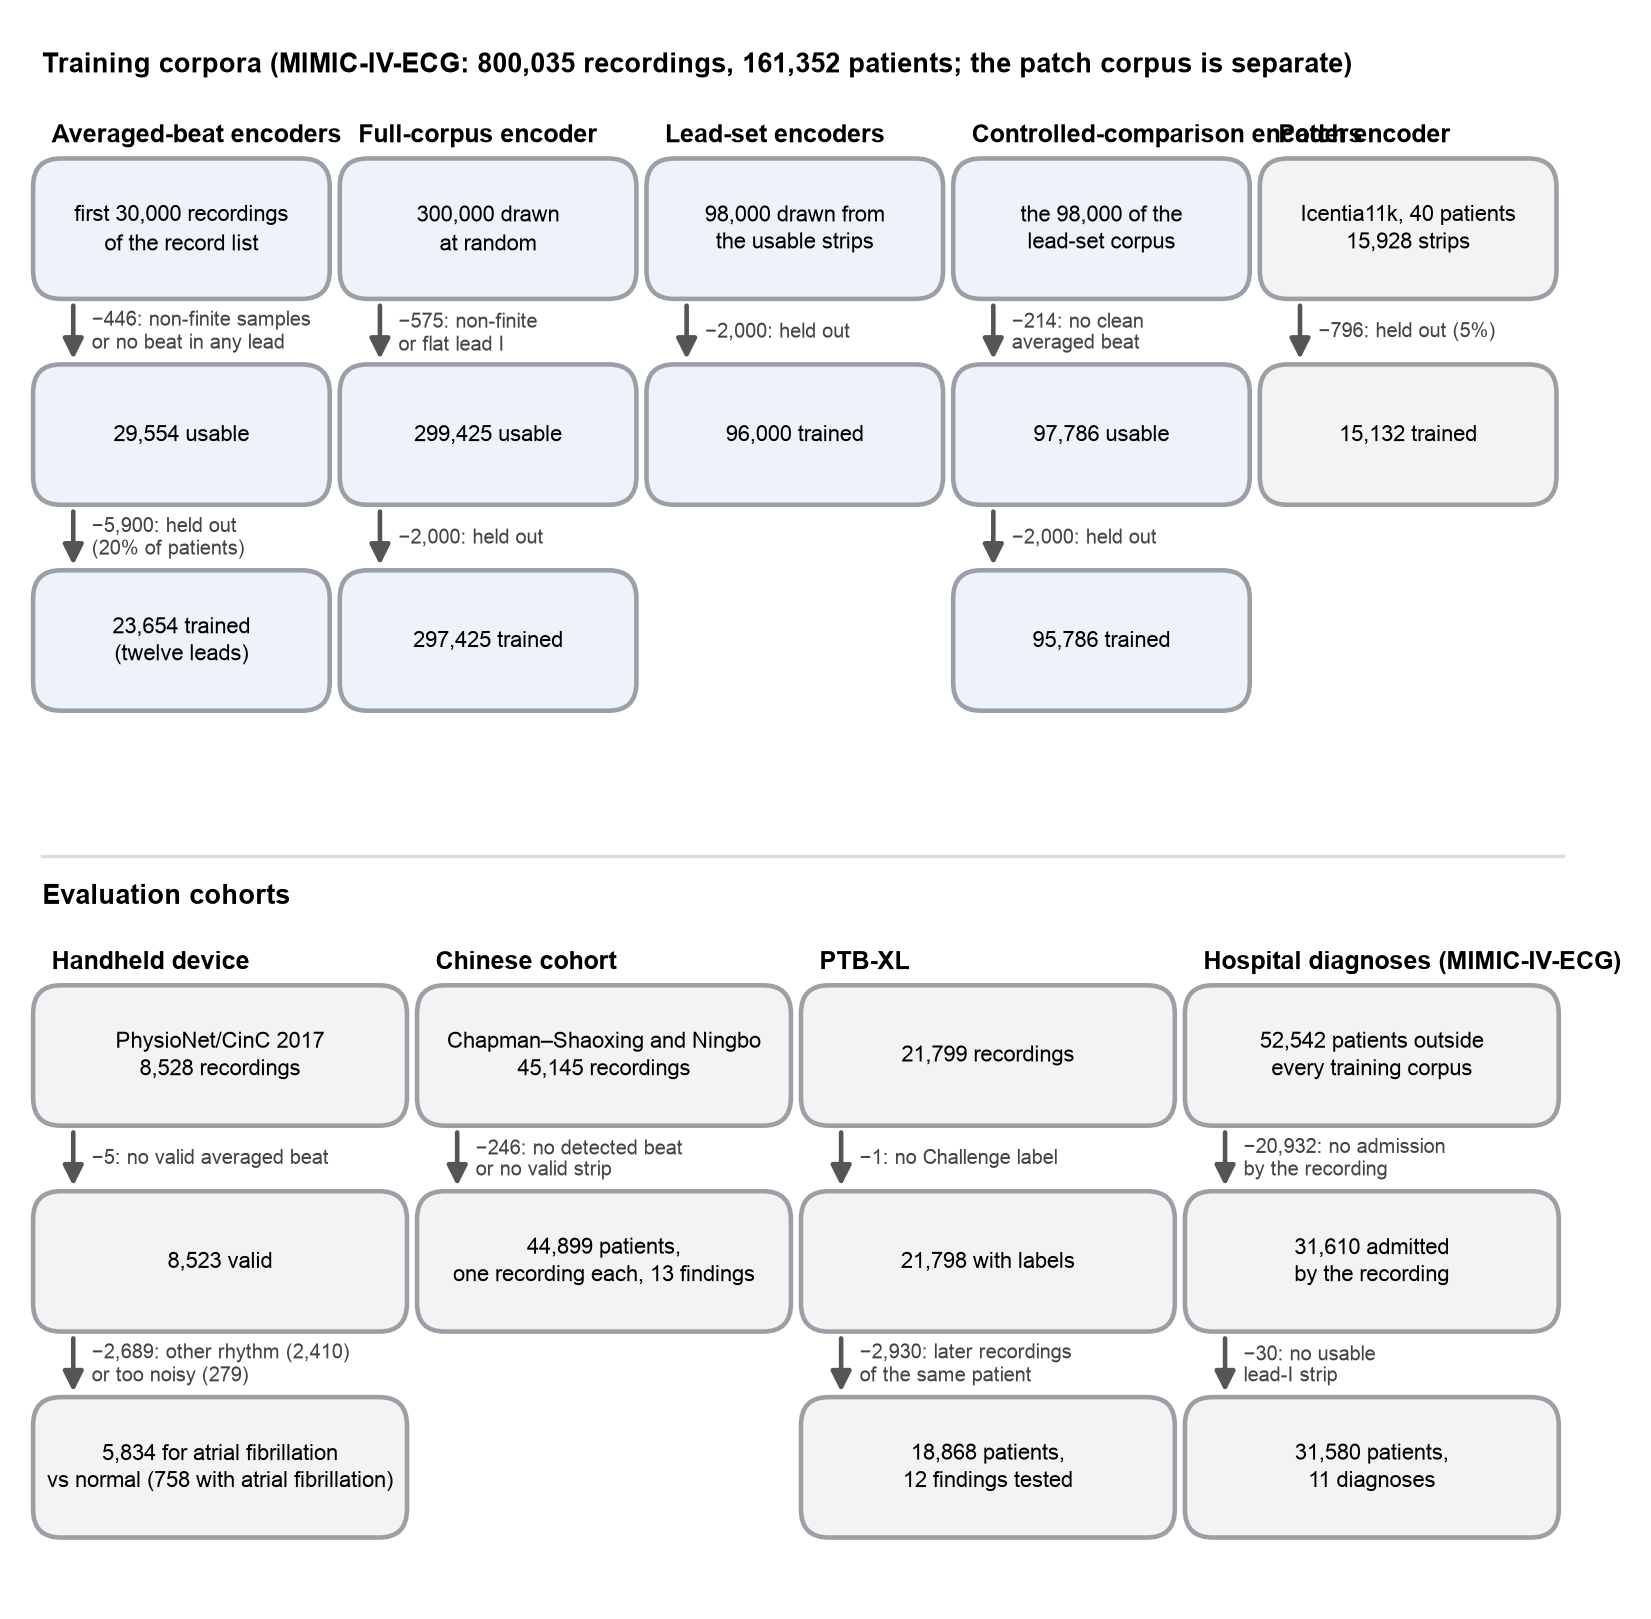 Training corpora (MIMIC-IV-ECG: 800,035 recordings, 161,352 patients; the patch corpus is separate)
Averaged-beat encoders
first 30,000 recordings
of the record list
−446: non-finite samples
or no beat in any lead
29,554 usable
−5,900: held out
(20% of patients)
23,654 trained
(twelve leads)
Full-corpus encoder
300,000 drawn
at random
−575: non-finite
or flat lead I
299,425 usable
−2,000: held out
297,425 trained
Lead-set encoders
98,000 drawn from
the usable strips
−2,000: held out
96,000 trained
Controlled-comparison encoders
the 98,000 of the
lead-set corpus
−214: no clean
averaged beat
97,786 usable
−2,000: held out
95,786 trained
Patch encoder
Icentia11k, 40 patients
15,928 strips
−796: held out (5%)
15,132 trained
Evaluation cohorts
Handheld device
PhysioNet/CinC 2017
8,528 recordings
−5: no valid averaged beat
8,523 valid
−2,689: other rhythm (2,410)
or too noisy (279)
5,834 for atrial fibrillation
vs normal (758 with atrial fibrillation)
Chinese cohort
Chapman–Shaoxing and Ningbo
45,145 recordings
−246: no detected beat
or no valid strip
44,899 patients,
one recording each, 13 findings
PTB-XL
21,799 recordings
−1: no Challenge label
21,798 with labels
−2,930: later recordings
of the same patient
18,868 patients,
12 findings tested
Hospital diagnoses (MIMIC-IV-ECG)
52,542 patients outside
every training corpus
−20,932: no admission
by the recording
31,610 admitted
by the recording
−30: no usable
lead-I strip
31,580 patients,
11 diagnoses